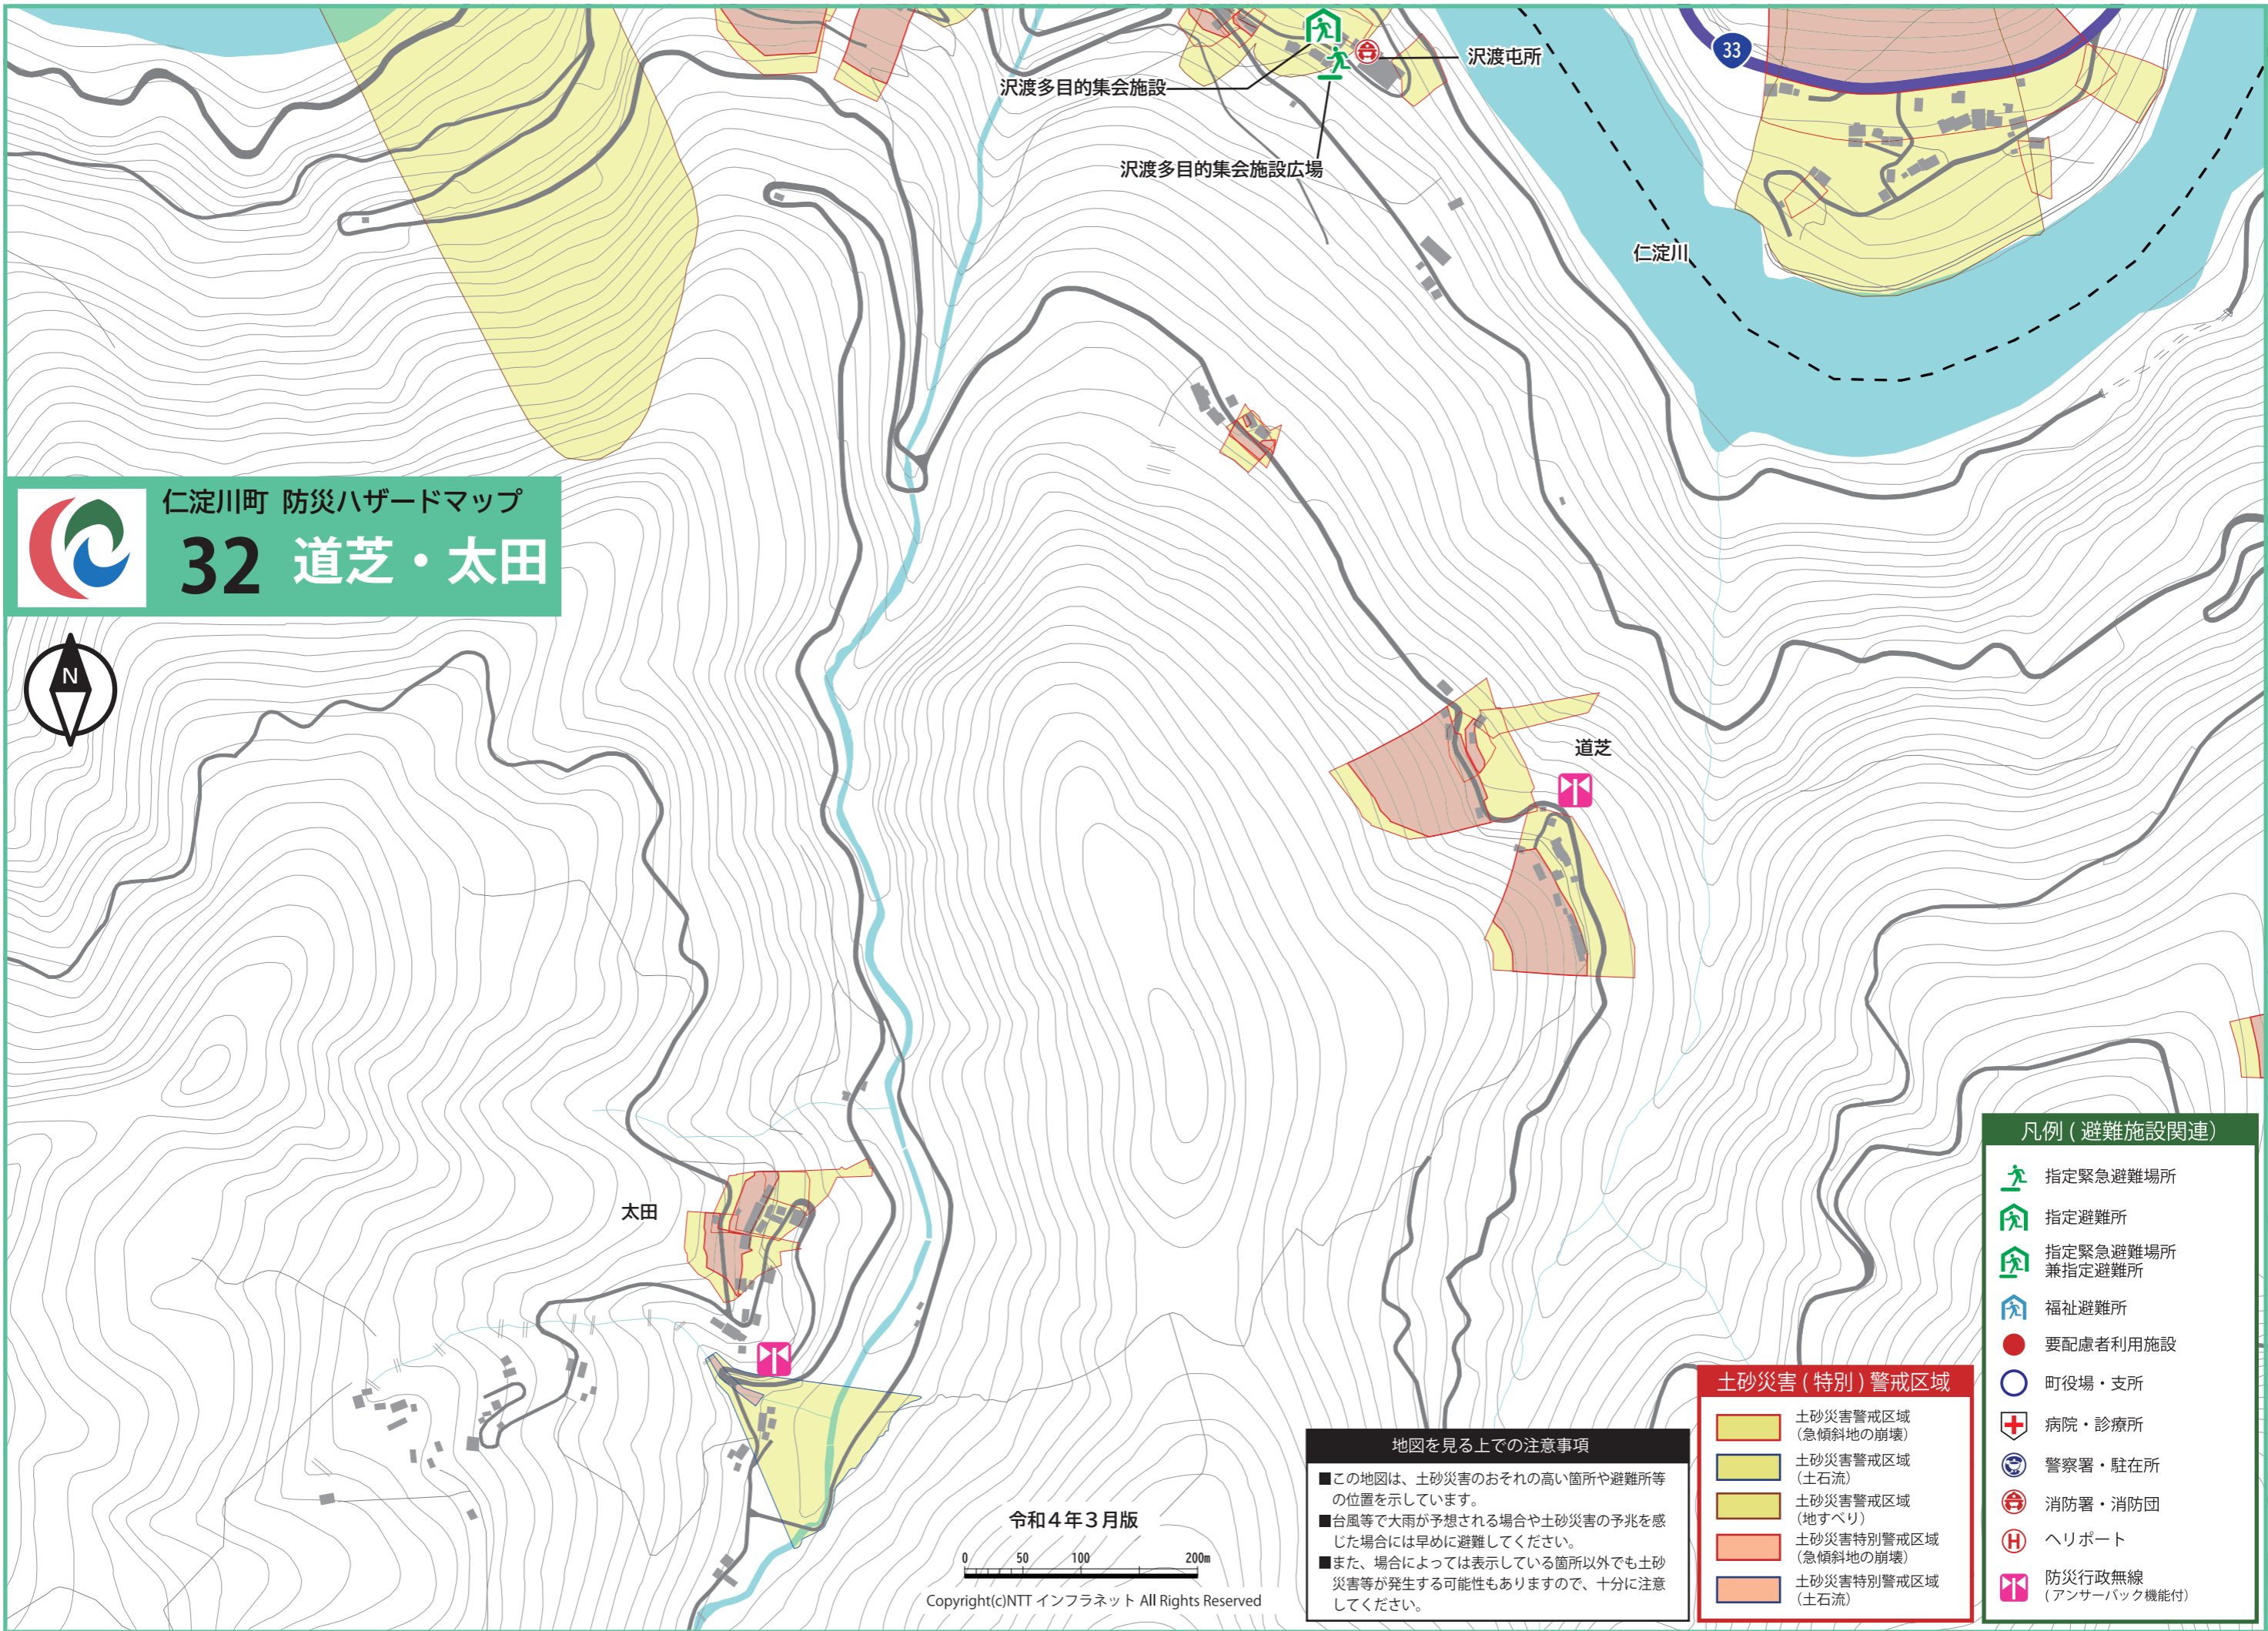 沢渡屯所
33
沢渡多目的集会施設
沢渡多目的集会施設広場
仁淀川
仁淀川町 防災ハザードマップ
32 道芝・太田
N
道芝
太田
令和4年3月版
0 50 100 200m
Copyright(c)NTT インフラネット All Rights Reserved
地図を見る上での注意事項
■この地図は、土砂災害のおそれの高い箇所や避難所等
の位置を示しています。
■台風等で大雨が予想される場合や土砂災害の予兆を感
じた場合には早めに避難してください。
■また、場合によっては表示している箇所以外でも土砂
災害等が発生する可能性もありますので、十分に注意
してください。
土砂災害(特別)警戒区域
土砂災害警戒区域
(急傾斜地の崩壊)
土砂災害警戒区域
(土石流)
土砂災害警戒区域
(地すべり)
土砂災害特別警戒区域
(急傾斜地の崩壊)
土砂災害特別警戒区域
(土石流)
凡例(避難施設関連)
指定緊急避難場所
指定避難所
指定緊急避難場所
兼指定避難所
福祉避難所
要配慮者利用施設
町役場・支所
病院・診療所
警察署・駐在所
消防署・消防団
H ヘリポート
防災行政無線
(アンサーバック機能付)